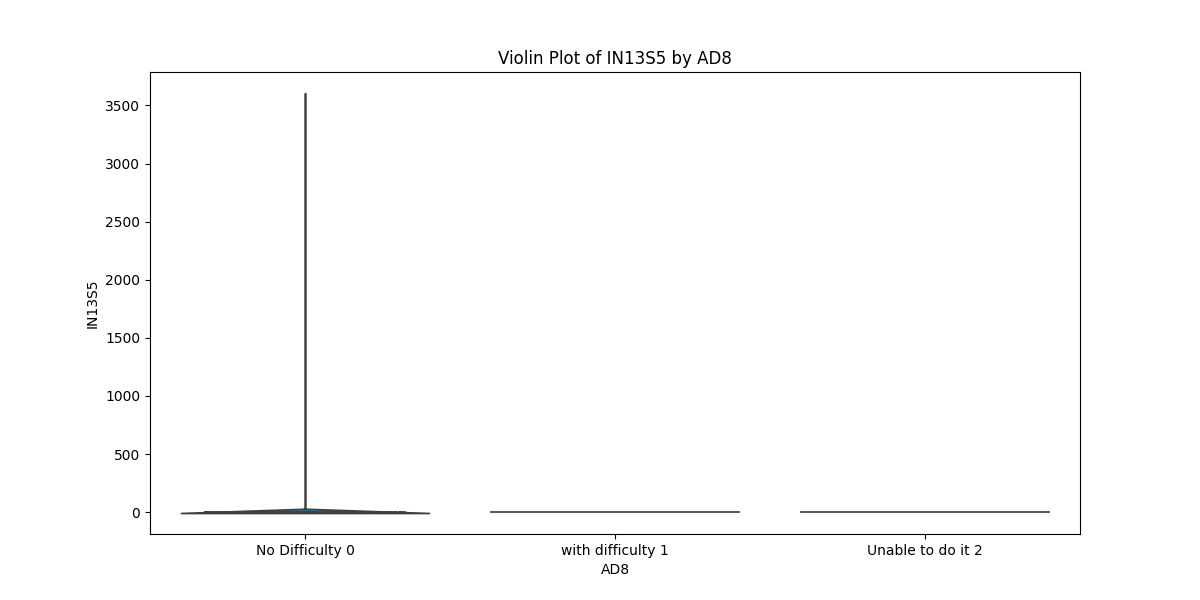 Violin Plot of IN13S5 by AD8
3500
3000
2500
2000
1500
1000
500
0
IN13S5
No Difficulty 0
with difficulty 1
Unable to do it 2
AD8